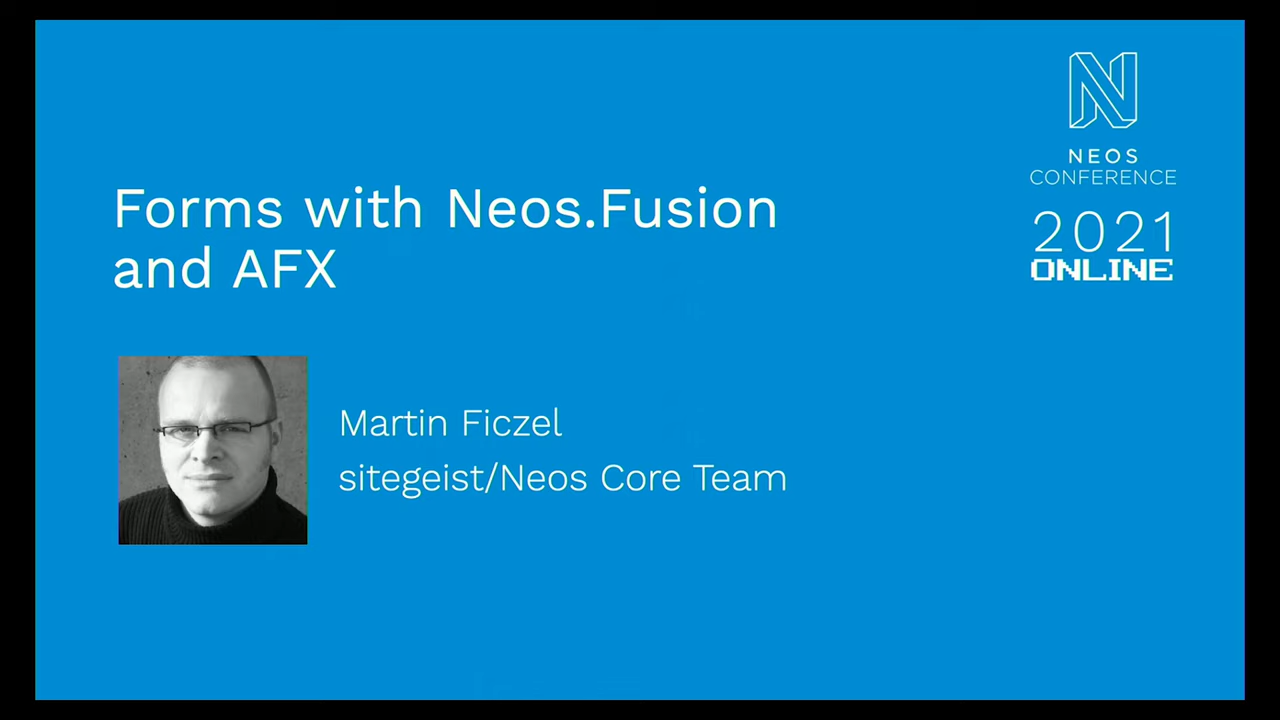 NEOS
CONFERENCE
2021
ONLINE
Forms with Neos.Fusion
and AFX
Martin Ficzel
sitegeist/Neos Core Team